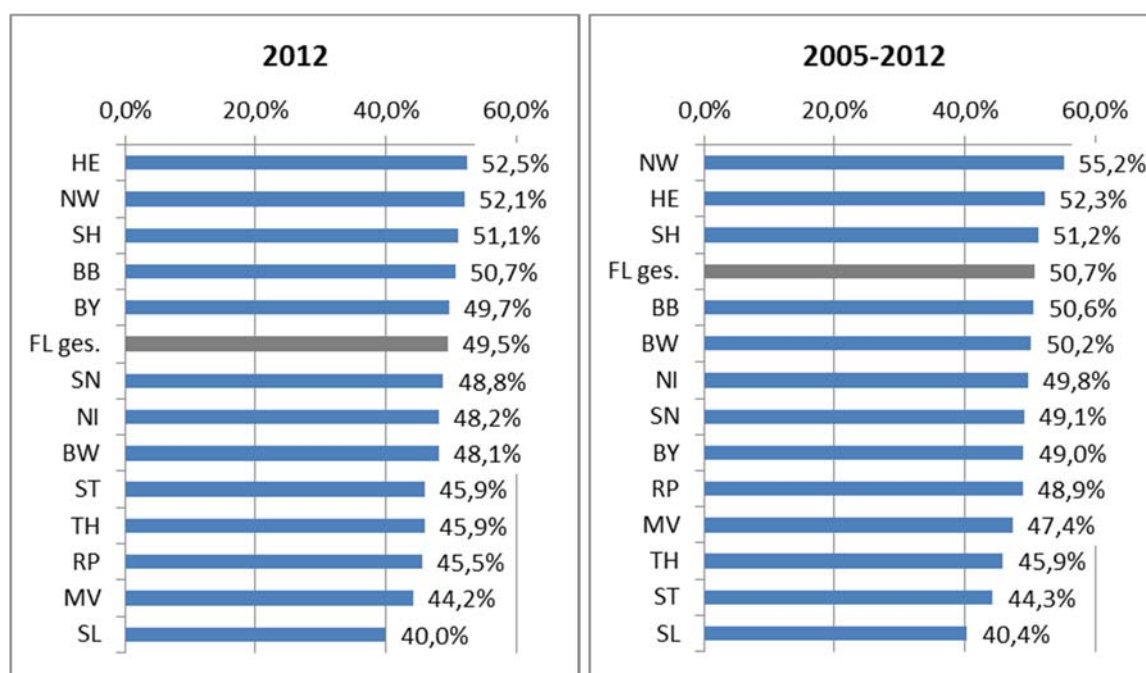 2012
0,0% 20,0% 40,0% 60,0%
HE 52,5%
NW 52,1%
SH 51,1%
BB 50,7%
BY 49,7%
FL ges. 49,5%
SN 48,8%
NI 48,2%
BW 48,1%
ST 45,9%
TH 45,9%
RP 45,5%
MV 44,2%
SL 40,0%
2005-2012
0,0% 20,0% 40,0% 60,0%
NW 55,2%
HE 52,3%
SH 51,2%
FL ges. 50,7%
BB 50,6%
BW 50,2%
NI 49,8%
SN 49,1%
BY 49,0%
RP 48,9%
MV 47,4%
TH 45,9%
ST 44,3%
SL 40,4%